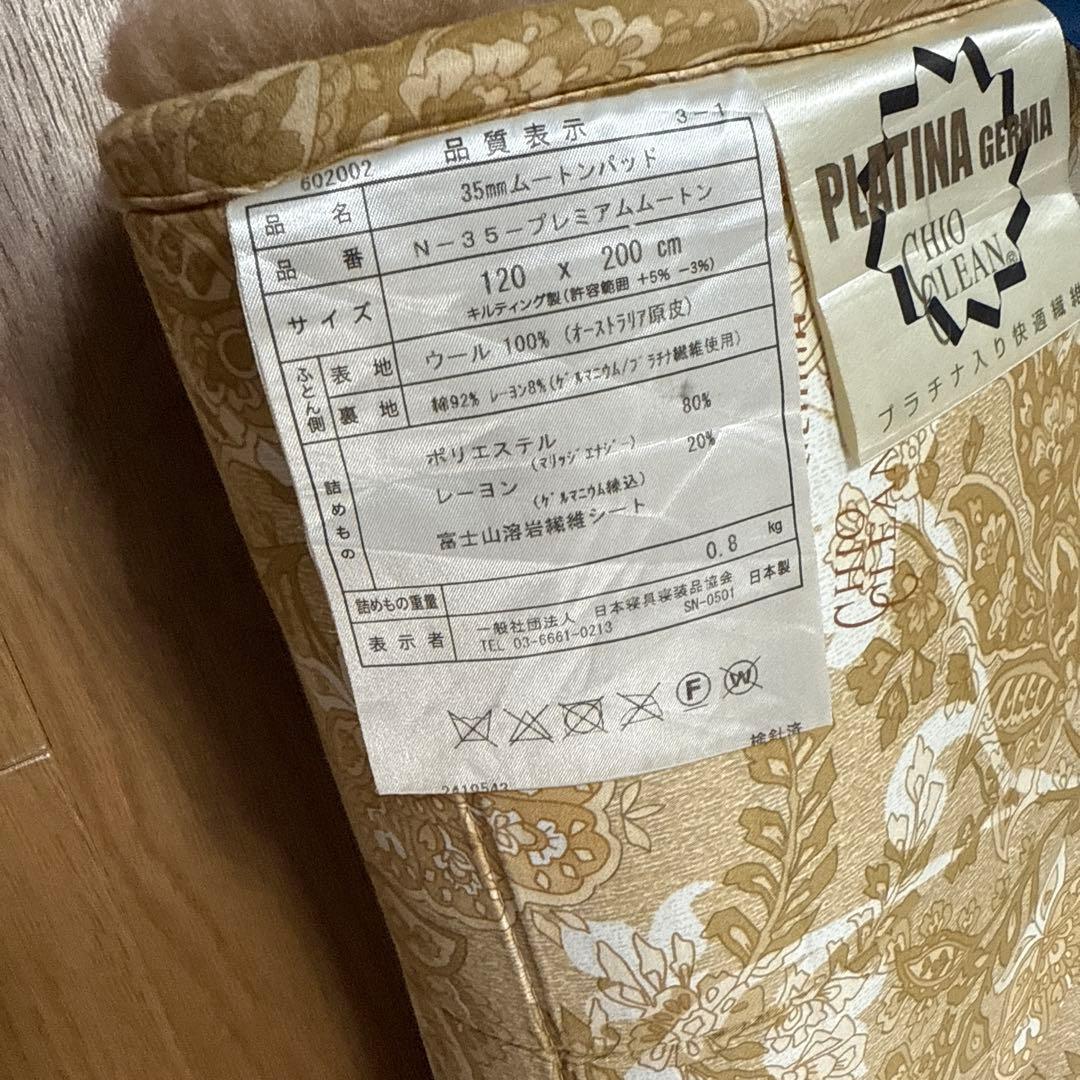 602002 品質表示 3-1
品名 35mmムートンパッド
品番 N-35-プレミアムムートン
サイズ 120 x 200 cm
キルティング製(許容範囲 +5% -3%)
ふとん側 表地 ウール 100% (オーストラリア原皮)
裏地 綿92% レーヨン8%(ゲルマニウム/プラチナ繊維使用)
詰めもの ポリエステル 80%
(マリッジエナジー)
レーヨン 20%
(ゲルマニウム練込)
富士山溶岩繊維シート
詰めもの重量 0.8 kg
表示者 一般社団法人 日本寝具寝装品協会 日本製
TEL 03-6661-0213 SN-0501
F W
検針済
2419543
PLATINA GERMA
CHIO
CLEAN®
プラチナ入り快適繊維
CHIO
CLEAN